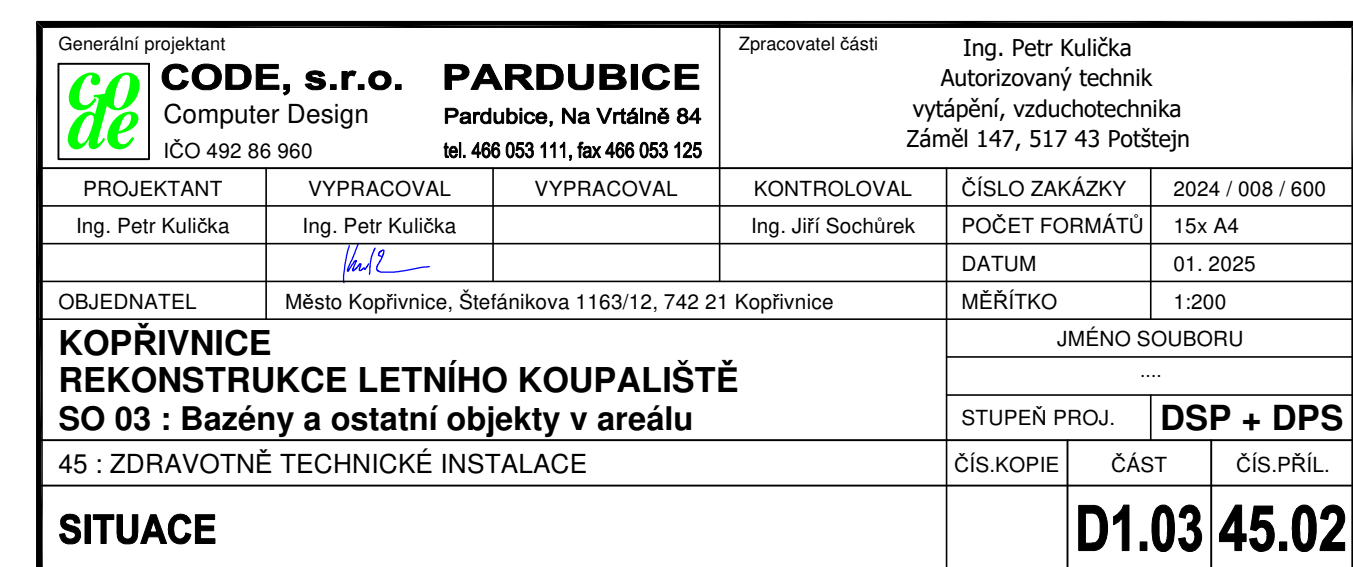 Generální projektant
code
CODE, s.r.o. PARDUBICE
Computer Design Pardubice, Na Vrtálně 84
IČO 492 86 960 tel. 466 053 111, fax 466 053 125
Zpracovatel části
Ing. Petr Kulička
Autorizovaný technik
vytápění, vzduchotechnika
Záměl 147, 517 43 Potštejn
PROJEKTANT VYPRACOVAL VYPRACOVAL KONTROLOVAL ČÍSLO ZAKÁZKY 2024 / 008 / 600
Ing. Petr Kulička Ing. Petr Kulička Ing. Jiří Sochůrek POČET FORMÁTŮ 15x A4
DATUM 01. 2025
OBJEDNATEL Město Kopřivnice, Štefánikova 1163/12, 742 21 Kopřivnice MĚŘÍTKO 1:200
KOPŘIVNICE
REKONSTRUKCE LETNÍHO KOUPALIŠTĚ
SO 03 : Bazény a ostatní objekty v areálu
JMÉNO SOUBORU
....
STUPEŇ PROJ. DSP + DPS
45 : ZDRAVOTNĚ TECHNICKÉ INSTALACE ČÍS.KOPIE ČÁST ČÍS.PŘÍL.
SITUACE D1.03 45.02